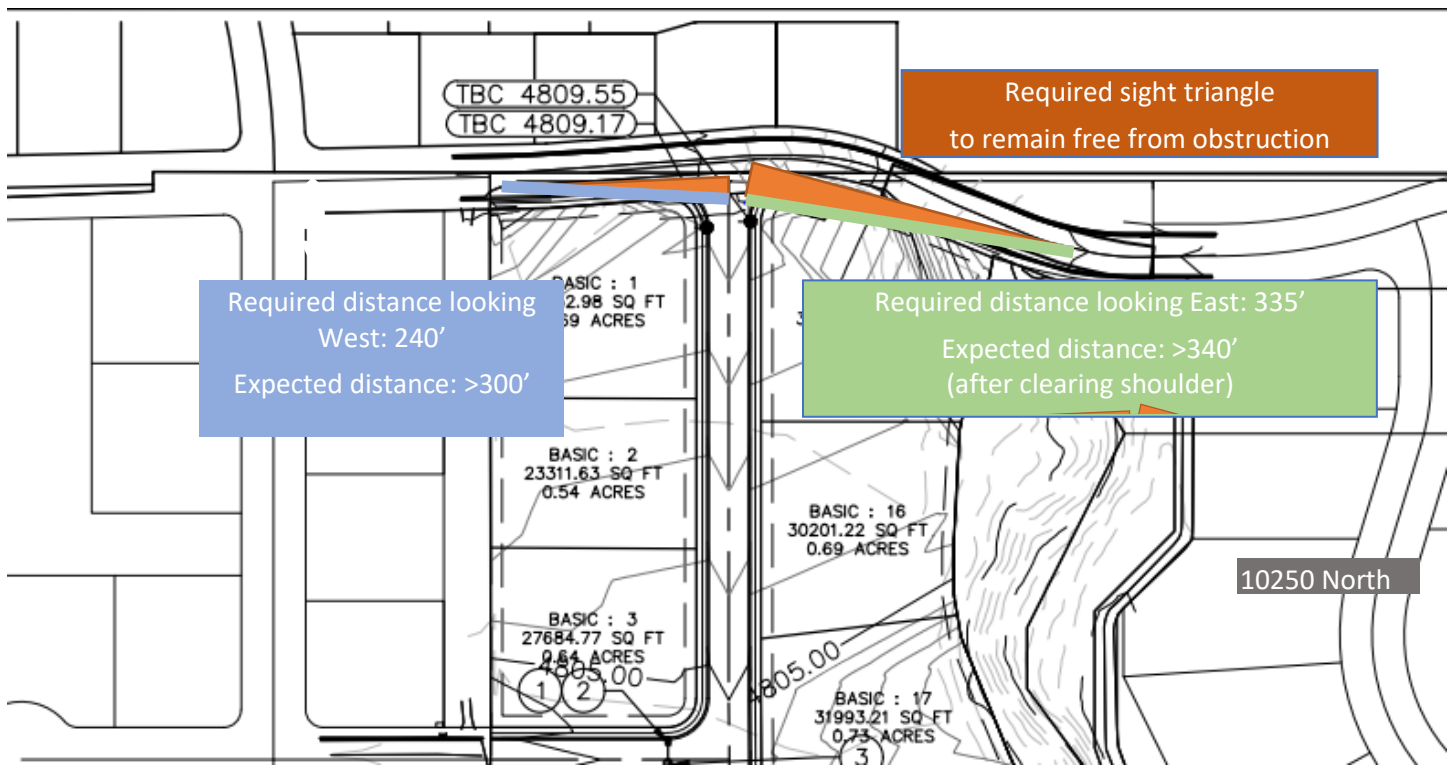 TBC 4809.55
TBC 4809.17
Required sight triangle
to remain free from obstruction
BASIC : 1
2.98 SQ FT
69 ACRES
Required distance looking
West: 240’
Expected distance: >300’
Required distance looking East: 335’
Expected distance: >340’
(after clearing shoulder)
3
BASIC : 2
23311.63 SQ FT
0.54 ACRES
BASIC : 16
30201.22 SQ FT
0.69 ACRES
10250 North
BASIC : 3
27684.77 SQ FT
0.64 ACRES
4805.00
1 2
4805.00
BASIC : 17
31993.21 SQ FT
0.73 ACRES
3